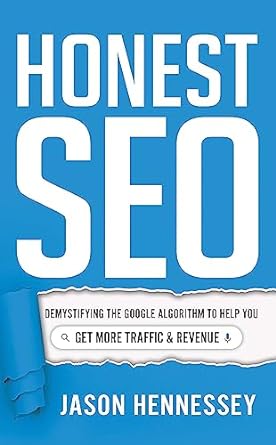 HONEST
SEO
DEMYSTIFYING THE GOOGLE ALGORITHM TO HELP YOU
GET MORE TRAFFIC & REVENUE
JASON HENNESSEY